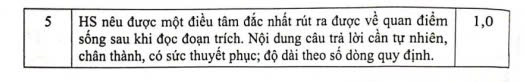 5 HS nêu được một điều tâm đắc nhất rút ra được về quan điểm 1,0
sống sau khi đọc đoạn trích. Nội dung câu trả lời cần tự nhiên,
chân thành, có sức thuyết phục; độ dài theo số dòng quy định.